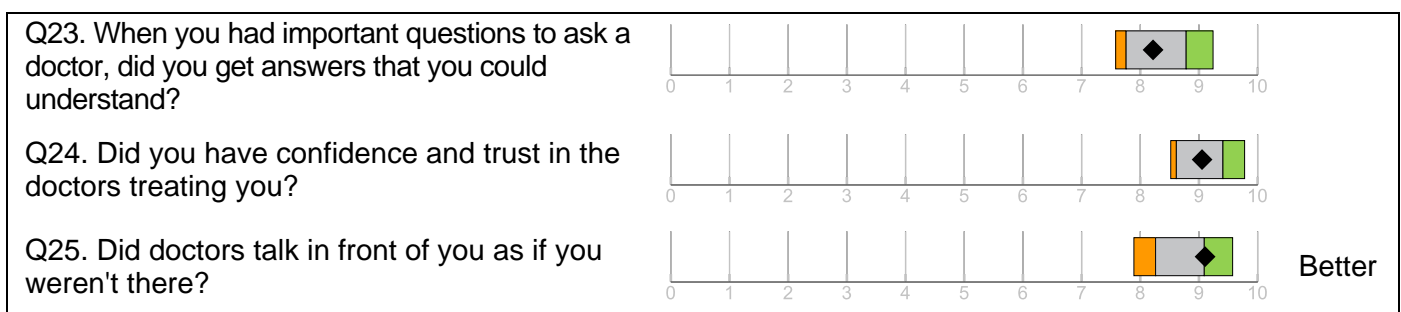 Q23. When you had important questions to ask a
doctor, did you get answers that you could
understand?
0 1 2 3 4 5 6 7 8 9 10
Q24. Did you have confidence and trust in the
doctors treating you?
0 1 2 3 4 5 6 7 8 9 10
Q25. Did doctors talk in front of you as if you
weren't there?
0 1 2 3 4 5 6 7 8 9 10
Better